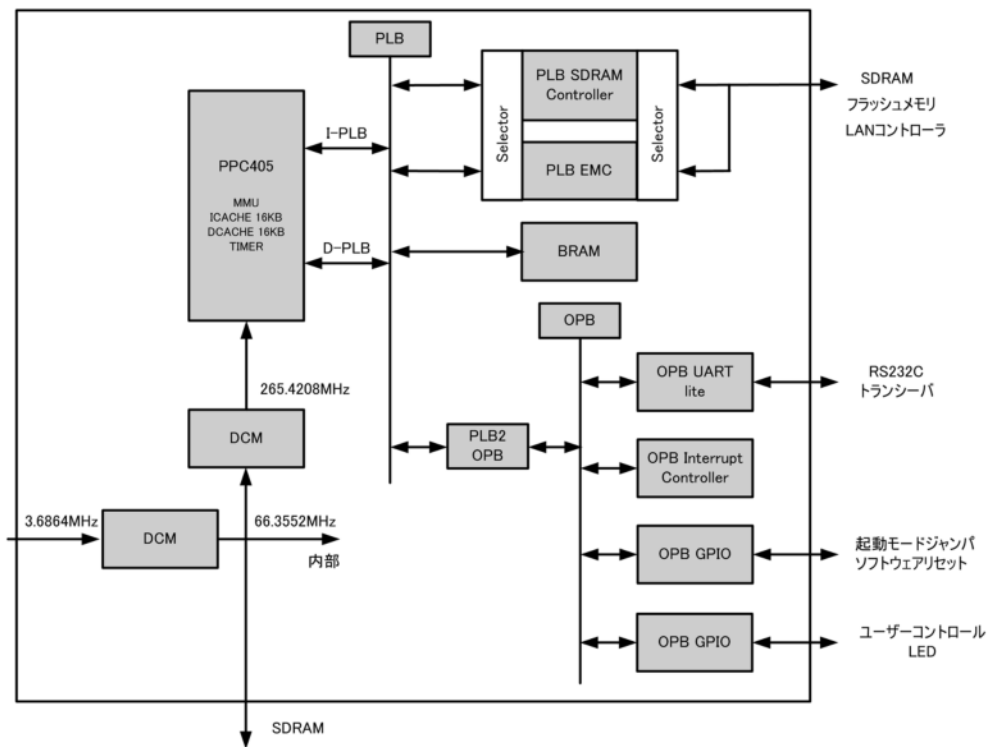 PLB
PLB SDRAM
Controller
Selector
Selector
PLB EMC
SDRAM
フラッシュメモリ
LANコントローラ
I-PLB
PPC405
MMU
ICACHE 16KB
DCACHE 16KB
TIMER
D-PLB
BRAM
OPB
OPB UART
lite
RS232C
トランシーバ
265.4208MHz
DCM
PLB2
OPB
OPB Interrupt
Controller
3.6864MHz
DCM
66.3552MHz
内部
OPB GPIO
起動モードジャンパ
ソフトウェアリセット
OPB GPIO
ユーザーコントロール
LED
SDRAM